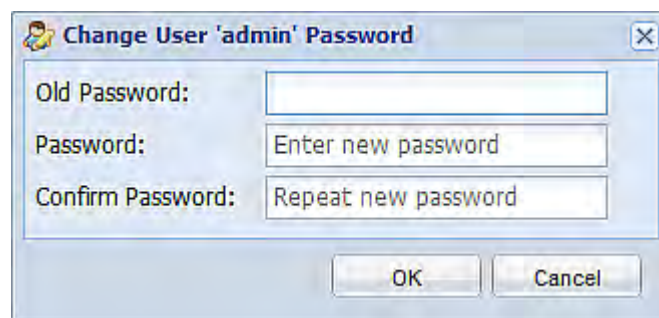 Change User 'admin' Password
Old Password:
Password: Enter new password
Confirm Password: Repeat new password
OK Cancel